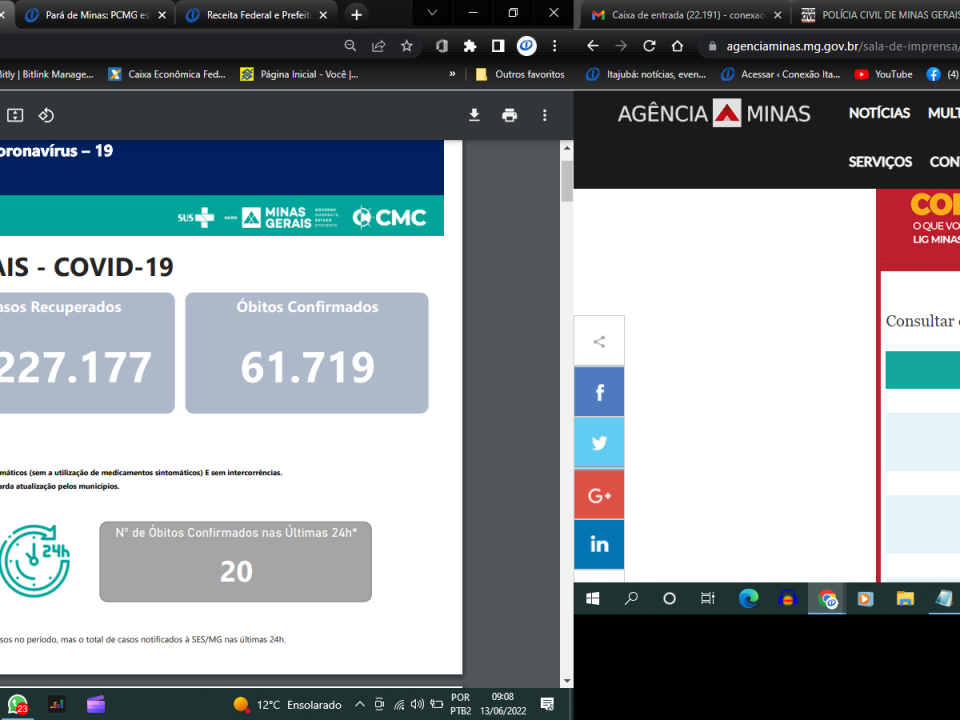 Pará de Minas: PCMG es
Receita Federal e Prefeit
Bitly | Bitlink Manage...
Caixa Econômica Fed...
Página Inicial - Você |...
»
Outros favoritos
oronavírus – 19
SUS
MINAS GERAIS
GOVERNO DIFERENTE. ESTADO EFICIENTE.
CMC
AIS - COVID-19
asos Recuperados
227.177
Óbitos Confirmados
61.719
máticos (sem a utilização de medicamentos sintomáticos) E sem intercorrências.
arda atualização pelos municípios.
24h
Nº de Óbitos Confirmados nas Últimas 24h*
20
sos no período, mas o total de casos notificados à SES/MG nas últimas 24h.
23
12°C Ensolarado
POR
PTB2
09:08
13/06/2022
Caixa de entrada (22.191) - conexao
POLÍCIA CIVIL DE MINAS GERAIS
agenciaminas.mg.gov.br/sala-de-imprensa/
Itajubá: notícias, even...
Acessar ‹ Conexão Ita...
YouTube
(4)
AGÊNCIA MINAS
NOTÍCIAS
MULT
SERVIÇOS
CON
CO
O QUE VO
LIG MINAS
Consultar
f
G+
in